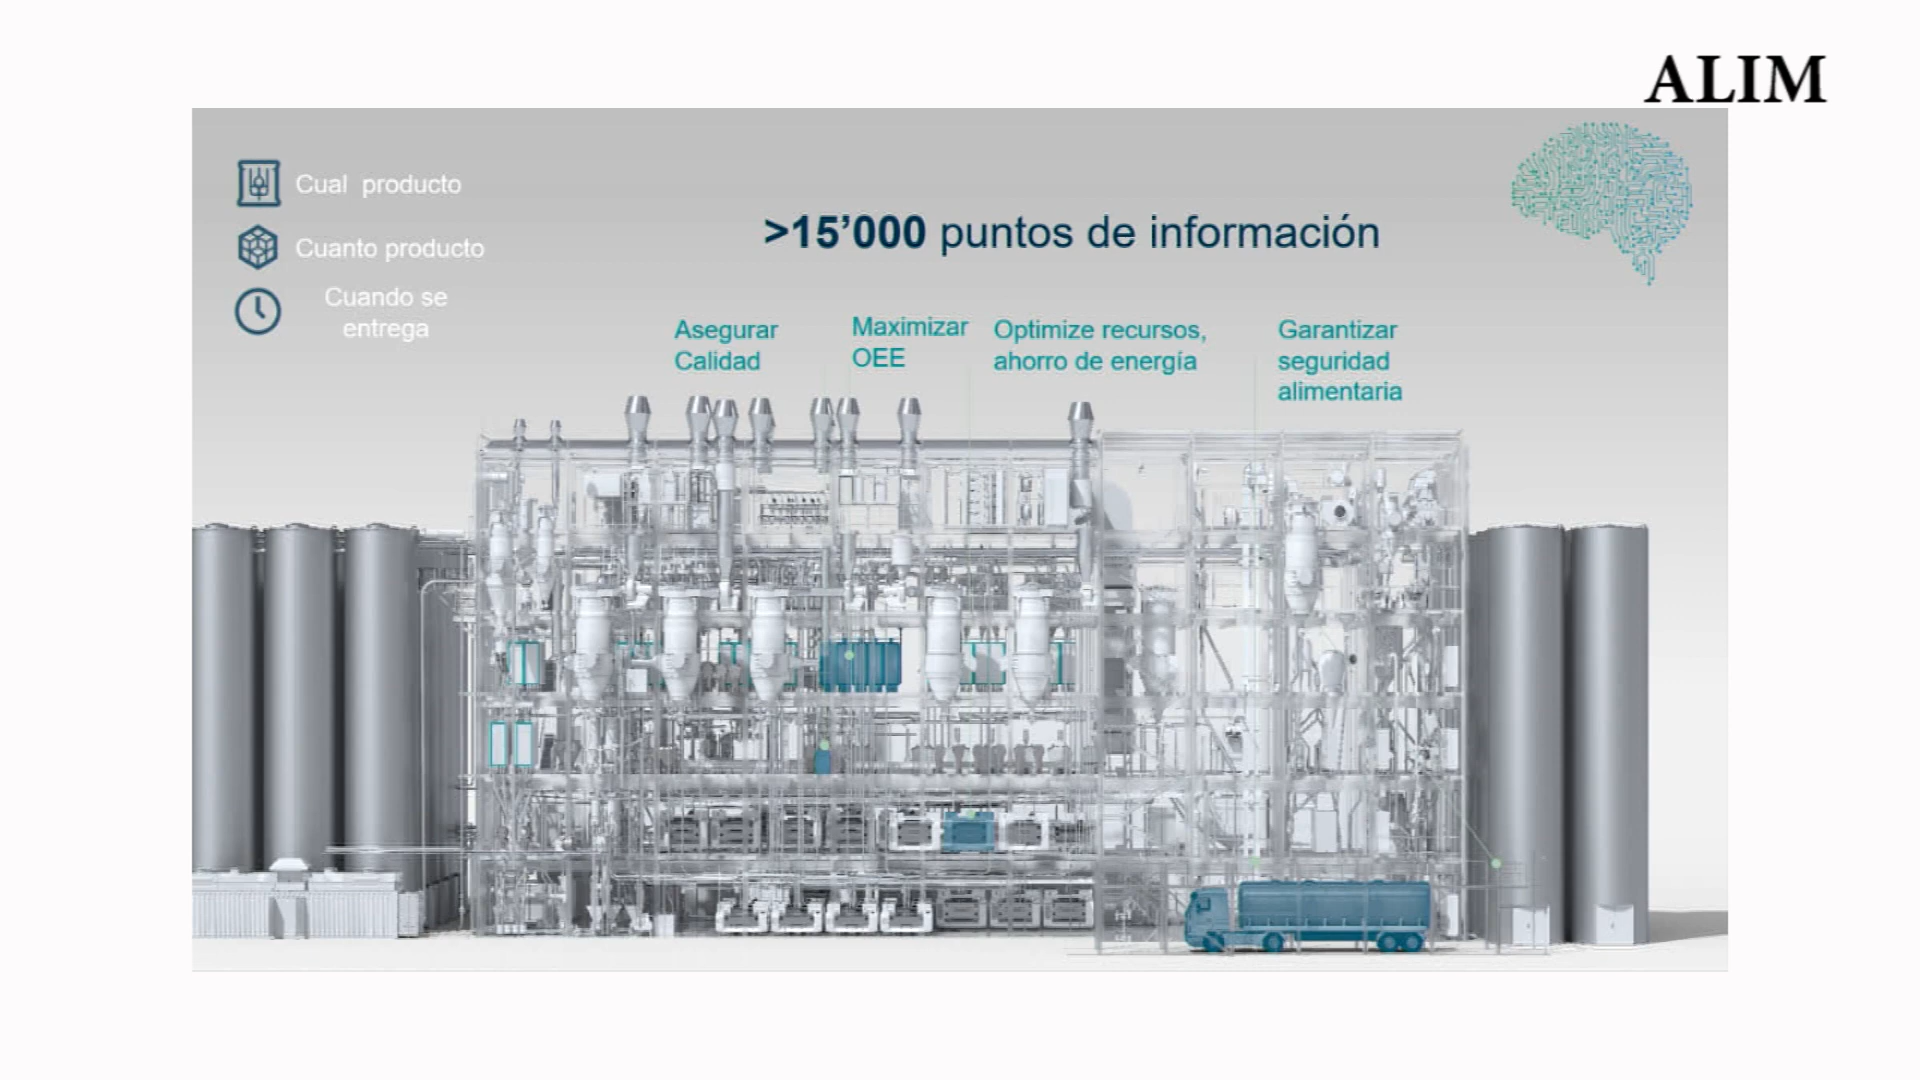 ALIM
Cual producto
Cuanto producto
Cuando se
entrega
>15’000 puntos de información
Asegurar
Calidad
Maximizar
OEE
Optimize recursos,
ahorro de energía
Garantizar
seguridad
alimentaria